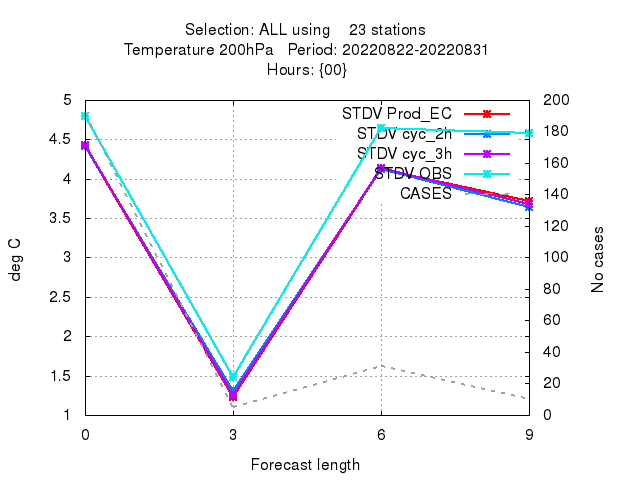 Selection: ALL using 23 stations
Temperature 200hPa Period: 20220822-20220831
Hours: {00}
5 200
STDV Prod_EC
180
4.5 STDV cyc_2h
160
STDV cyc_3h
4 STDV OBS
140
CASES
3.5 120
3 100
80
2.5
60
2
40
1.5
20
1 0
0 3 6 9
deg C
No cases
Forecast length